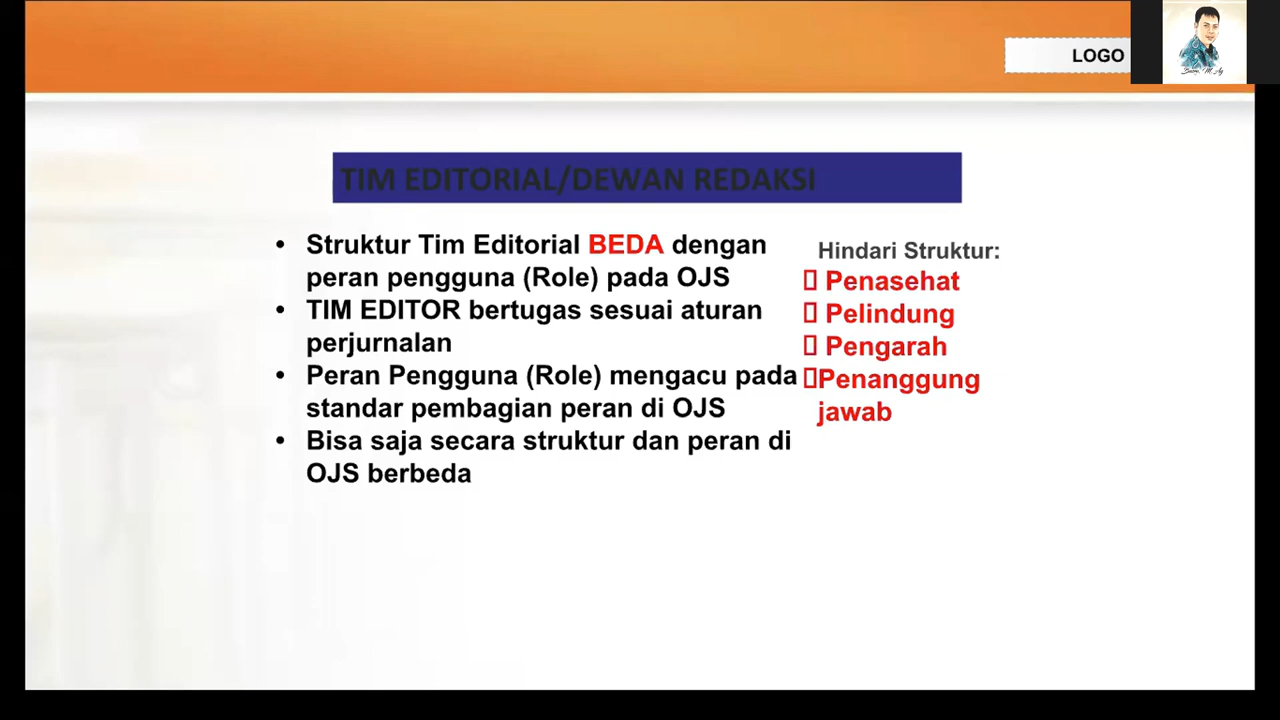 LOGO
TIM EDITORIAL/DEWAN REDAKSI
• Struktur Tim Editorial BEDA dengan
peran pengguna (Role) pada OJS
• TIM EDITOR bertugas sesuai aturan
perjurnalan
• Peran Pengguna (Role) mengacu pada
standar pembagian peran di OJS
• Bisa saja secara struktur dan peran di
OJS berbeda
Hindari Struktur:
Penasehat
Pelindung
Pengarah
Penanggung
jawab